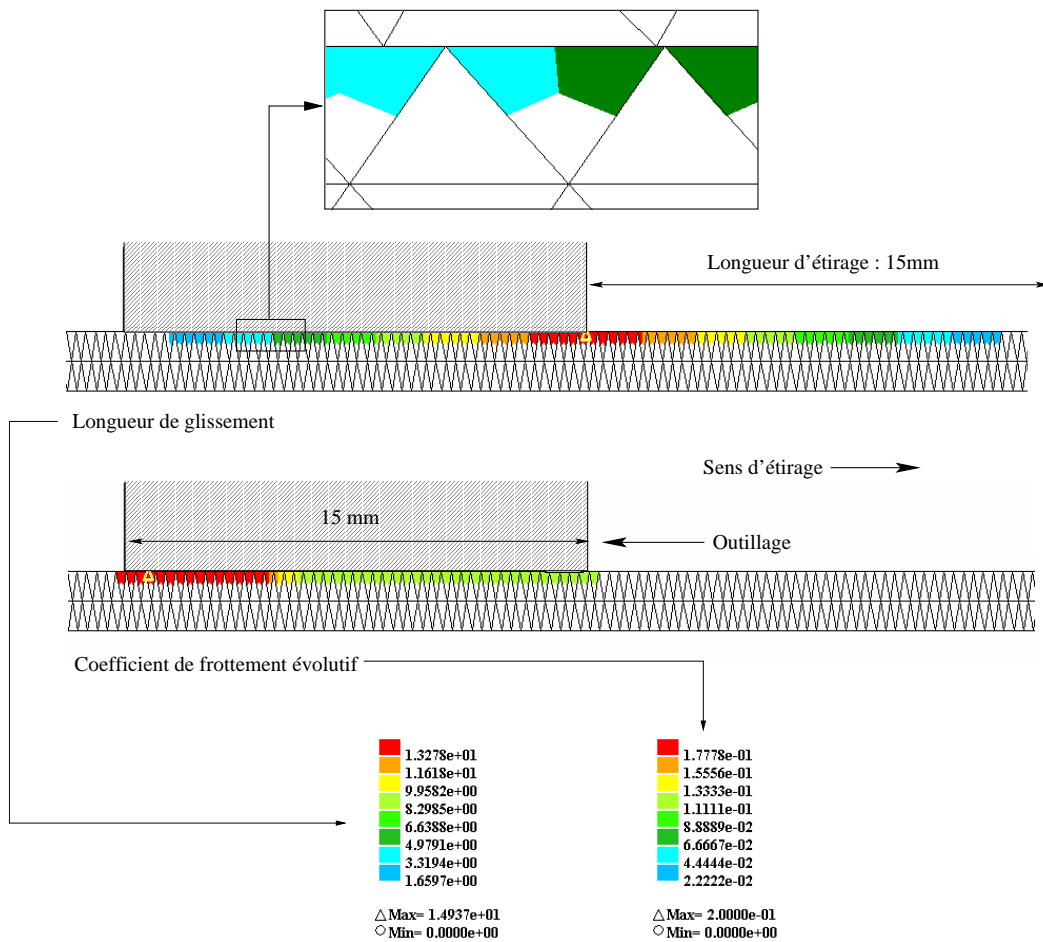 Longueur d’étirage : 15mm
Longueur de glissement
Sens d’étirage
15 mm
Outillage
Coefficient de frottement évolutif
1.3278e+01
1.1618e+01
9.9582e+00
8.2985e+00
6.6388e+00
4.9791e+00
3.3194e+00
1.6597e+00
Max= 1.4937e+01
Min= 0.0000e+00
1.7778e-01
1.5556e-01
1.3333e-01
1.1111e-01
8.8889e-02
6.6667e-02
4.4444e-02
2.2222e-02
Max= 2.0000e-01
Min= 0.0000e+00